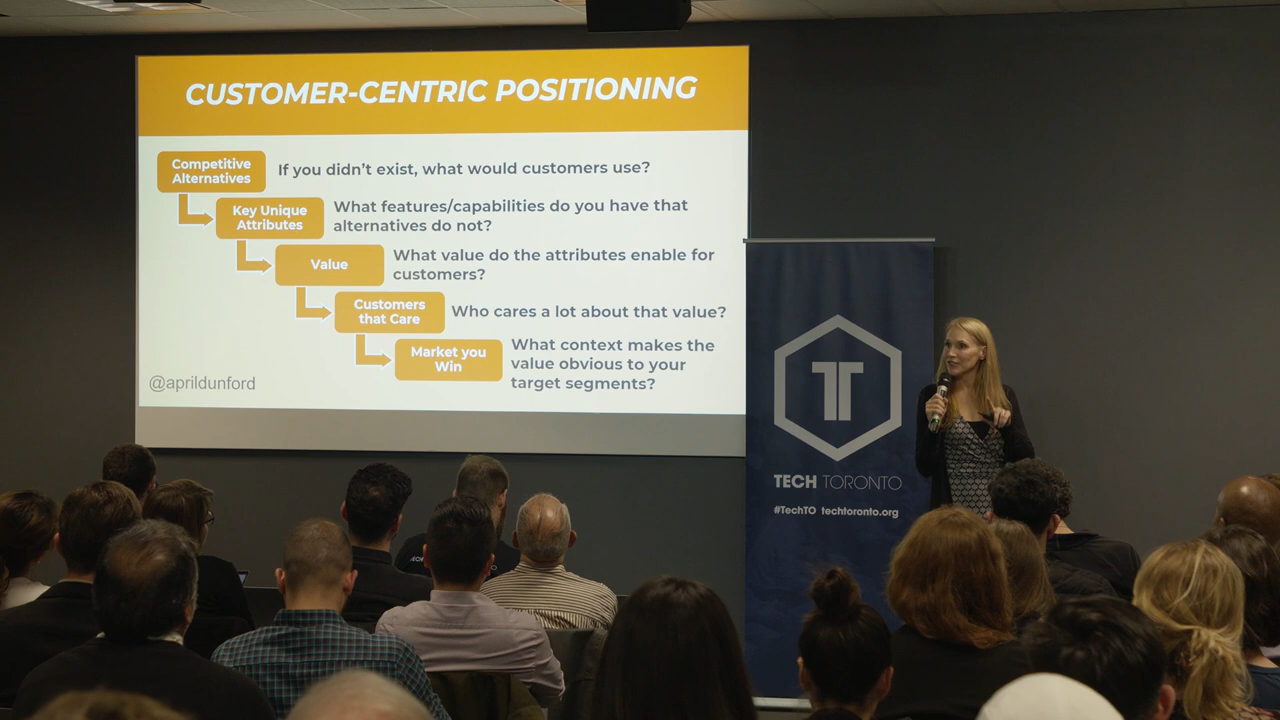 CUSTOMER-CENTRIC POSITIONING
Competitive
Alternatives
If you didn't exist, what would customers use?
Key Unique
Attributes
What features/capabilities do you have that
alternatives do not?
Value
What value do the attributes enable for
customers?
Customers
that Care
Who cares a lot about that value?
Market you
Win
What context makes the
value obvious to your
target segments?
@aprildunford
TECH TORONTO
#TechTO techtoronto.org